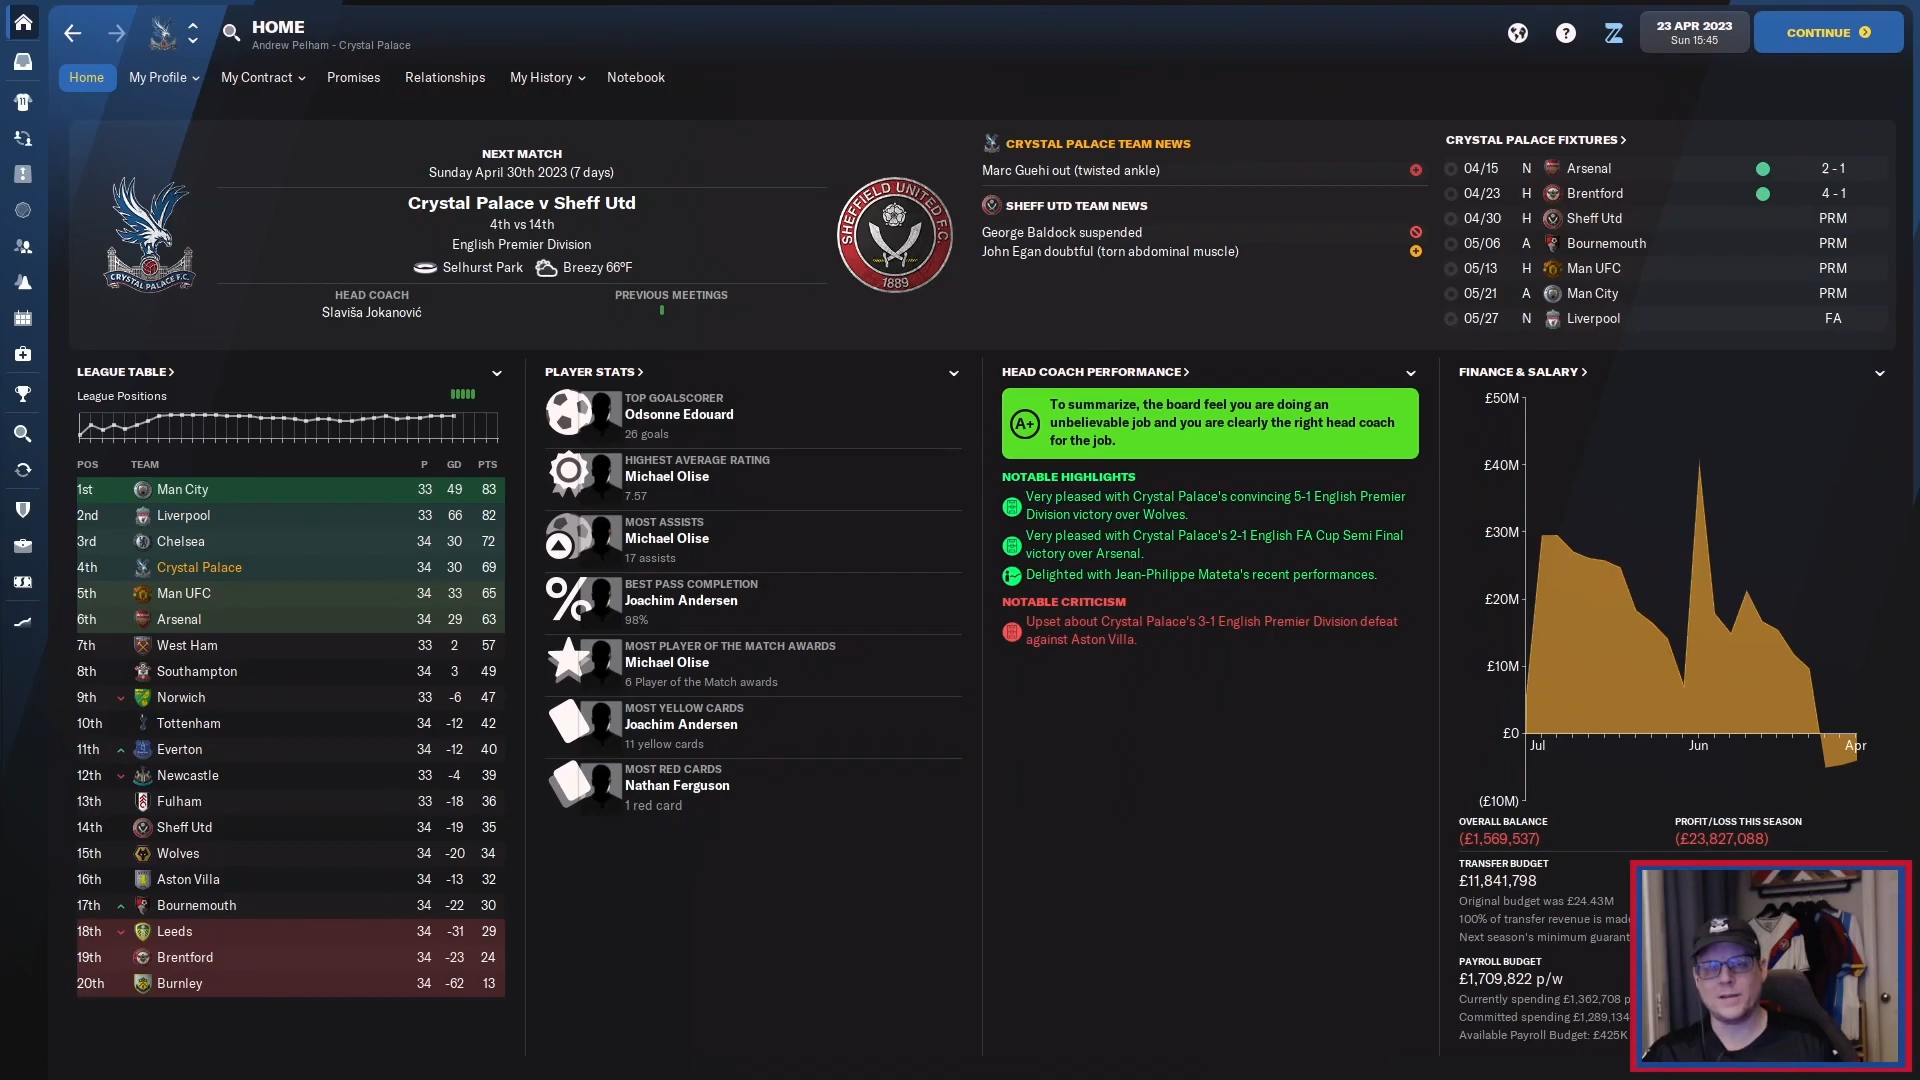 HOME
Andrew Pelham - Crystal Palace
23 APR 2023
Sun 15:45
CONTINUE
Home
My Profile
My Contract
Promises
Relationships
My History
Notebook
NEXT MATCH
Sunday April 30th 2023 (7 days)
Crystal Palace v Sheff Utd
4th vs 14th
English Premier Division
Selhurst Park
Breezy 66°F
HEAD COACH
Slaviša Jokanović
PREVIOUS MEETINGS
CRYSTAL PALACE F.C.
SHEFFIELD UNITED F.C.
1889
CRYSTAL PALACE TEAM NEWS
Marc Guehi out (twisted ankle)
SHEFF UTD TEAM NEWS
George Baldock suspended
John Egan doubtful (torn abdominal muscle)
CRYSTAL PALACE FIXTURES
04/15 N Arsenal 2 - 1
04/23 H Brentford 4 - 1
04/30 H Sheff Utd PRM
05/06 A Bournemouth PRM
05/13 H Man UFC PRM
05/21 A Man City PRM
05/27 N Liverpool FA
LEAGUE TABLE
League Positions
POS TEAM P GD PTS
1st Man City 33 49 83
2nd Liverpool 33 66 82
3rd Chelsea 34 30 72
4th Crystal Palace 34 30 69
5th Man UFC 34 33 65
6th Arsenal 34 29 63
7th West Ham 33 2 57
8th Southampton 34 3 49
9th Norwich 33 -6 47
10th Tottenham 34 -12 42
11th Everton 34 -12 40
12th Newcastle 33 -4 39
13th Fulham 33 -18 36
14th Sheff Utd 34 -19 35
15th Wolves 34 -20 34
16th Aston Villa 34 -13 32
17th Bournemouth 34 -22 30
18th Leeds 34 -31 29
19th Brentford 34 -23 24
20th Burnley 34 -62 13
PLAYER STATS
TOP GOALSCORER
Odsonne Edouard
26 goals
HIGHEST AVERAGE RATING
Michael Olise
7.57
MOST ASSISTS
Michael Olise
17 assists
BEST PASS COMPLETION
Joachim Andersen
98%
MOST PLAYER OF THE MATCH AWARDS
Michael Olise
6 Player of the Match awards
MOST YELLOW CARDS
Joachim Andersen
11 yellow cards
MOST RED CARDS
Nathan Ferguson
1 red card
HEAD COACH PERFORMANCE
A+
To summarize, the board feel you are doing an
unbelievable job and you are clearly the right head coach
for the job.
NOTABLE HIGHLIGHTS
Very pleased with Crystal Palace's convincing 5-1 English Premier
Division victory over Wolves.
Very pleased with Crystal Palace's 2-1 English FA Cup Semi Final
victory over Arsenal.
Delighted with Jean-Philippe Mateta's recent performances.
NOTABLE CRITICISM
Upset about Crystal Palace's 3-1 English Premier Division defeat
against Aston Villa.
FINANCE & SALARY
£50M
£40M
£30M
£20M
£10M
£0
(£10M)
Jul
Jun
Apr
OVERALL BALANCE
(£1,569,537)
PROFIT/LOSS THIS SEASON
(£23,827,088)
TRANSFER BUDGET
£11,841,798
Original budget was £24.43M
100% of transfer revenue is made
Next season's minimum guarant
PAYROLL BUDGET
£1,709,822 p/w
Currently spending £1,362,708 p
Committed spending £1,289,134
Available Payroll Budget: £425K